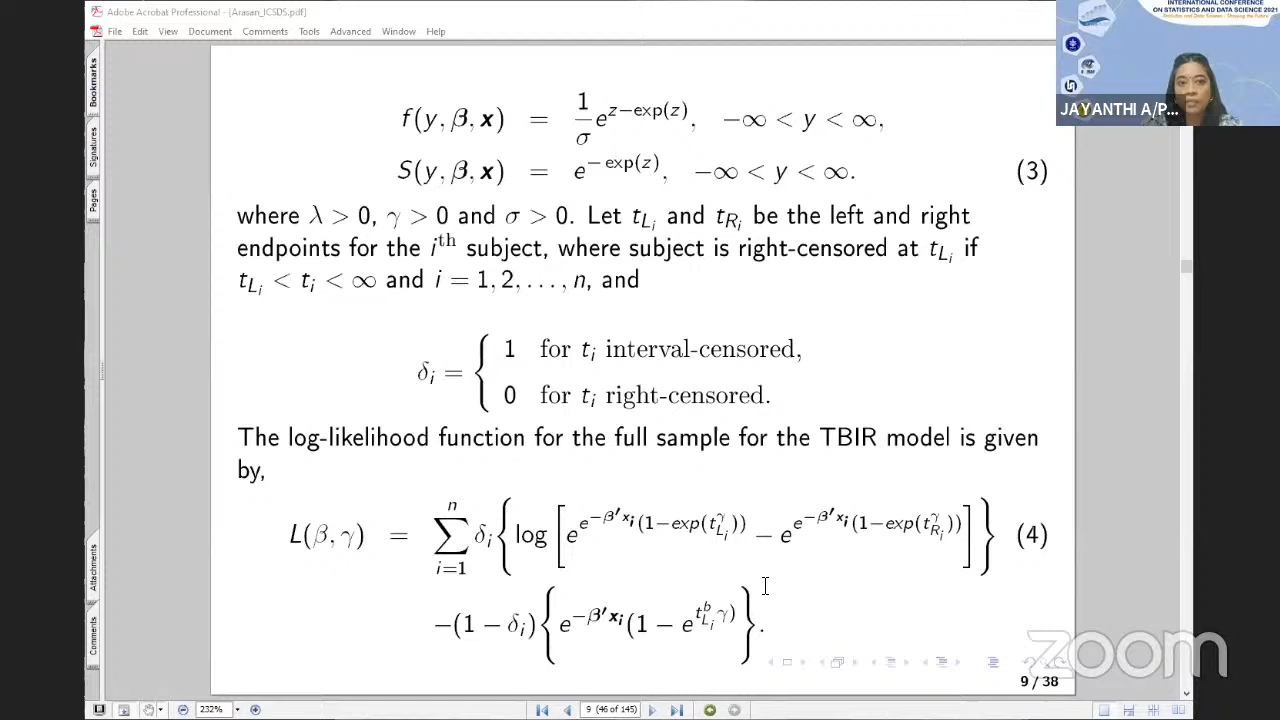 Adobe Acrobat Professional - [Arasan_ICSDS.pdf]
File Edit View Document Comments Tools Advanced Window Help
INTERNATIONAL CONFERENCE
ON STATISTICS AND DATA SCIENCE 2021
JAYANTHI A/P...
Bookmarks
Signatures
Pages
Attachments
Comments
f(y, β, x) = 1/σ e^{z−exp(z)}, −∞ < y < ∞,
S(y, β, x) = e^{−exp(z)}, −∞ < y < ∞. (3)
where λ > 0, γ > 0 and σ > 0. Let t_{L_i} and t_{R_i} be the left and right
endpoints for the i^{th} subject, where subject is right-censored at t_{L_i} if
t_{L_i} < t_i < ∞ and i = 1, 2, . . . , n, and
δ_i = { 1 for t_i interval-censored,
0 for t_i right-censored.
The log-likelihood function for the full sample for the TBIR model is given
by,
L(β, γ) = ∑_{i=1}^{n} δ_i { log [ e^{e^{−β′x_i}(1−exp(t_{L_i}^γ))} − e^{e^{−β′x_i}(1−exp(t_{R_i}^γ))} ] } (4)
−(1 − δ_i) { e^{−β′x_i}(1 − e^{t_{L_i}^b γ)} }.
zoom
9 / 38
232%
9 (46 of 145)